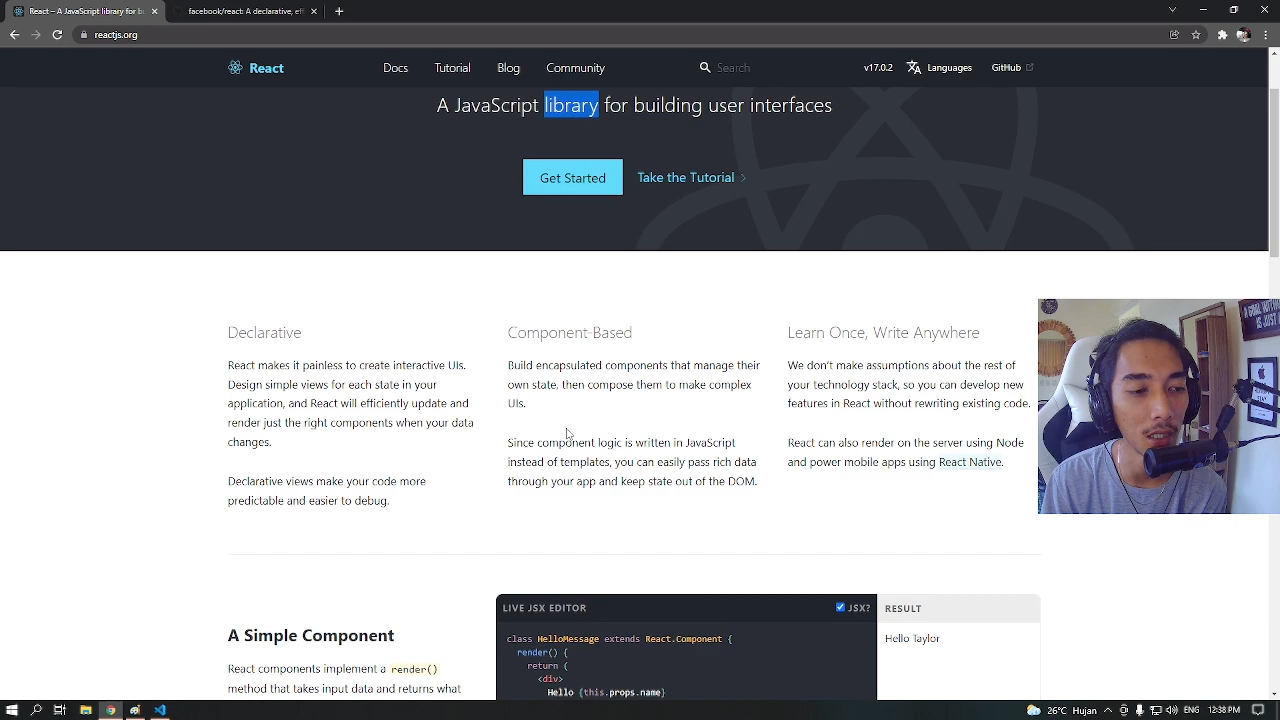 React – A JavaScript library for bu
facebook/react: A declarative, effi
reactjs.org
React
Docs
Tutorial
Blog
Community
Search
v17.0.2
Languages
GitHub
A JavaScript library for building user interfaces
Get Started
Take the Tutorial
Declarative
React makes it painless to create interactive UIs.
Design simple views for each state in your
application, and React will efficiently update and
render just the right components when your data
changes.
Declarative views make your code more
predictable and easier to debug.
Component-Based
Build encapsulated components that manage their
own state, then compose them to make complex
UIs.
Since component logic is written in JavaScript
instead of templates, you can easily pass rich data
through your app and keep state out of the DOM.
Learn Once, Write Anywhere
We don't make assumptions about the rest of
your technology stack, so you can develop new
features in React without rewriting existing code.
React can also render on the server using Node
and power mobile apps using React Native.
A Simple Component
React components implement a render()
method that takes input data and returns what
LIVE JSX EDITOR
JSX?
class HelloMessage extends React.Component {
render() {
return (
<div>
Hello {this.props.name}
RESULT
Hello Taylor
26°C Hujan
ENG
12:38 PM